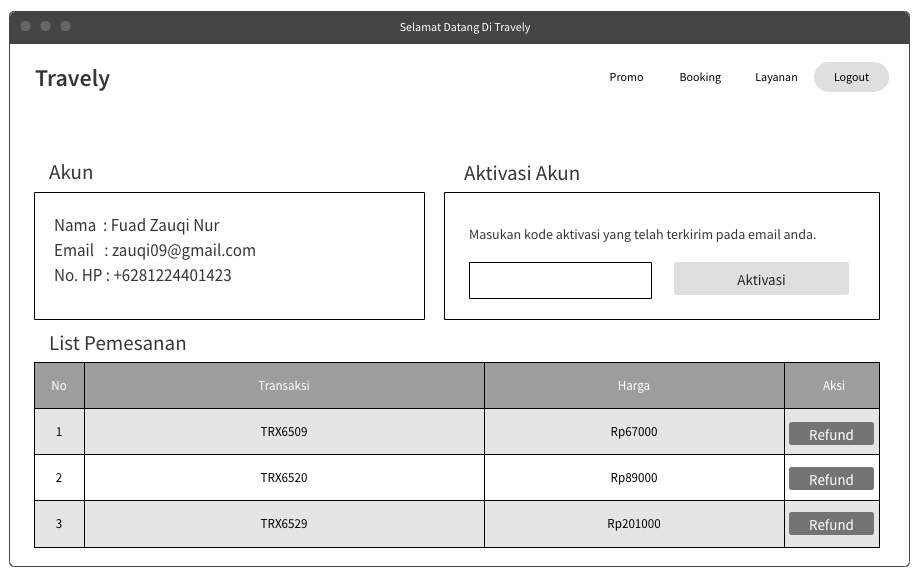 Selamat Datang Di Travely
Travely
Promo Booking Layanan Logout
Akun
Nama : Fuad Zauqi Nur
Email : zauqi09@gmail.com
No. HP : +6281224401423
Aktivasi Akun
Masukan kode aktivasi yang telah terkirim pada email anda.
Aktivasi
List Pemesanan
No Transaksi Harga Aksi
1 TRX6509 Rp67000 Refund
2 TRX6520 Rp89000 Refund
3 TRX6529 Rp201000 Refund